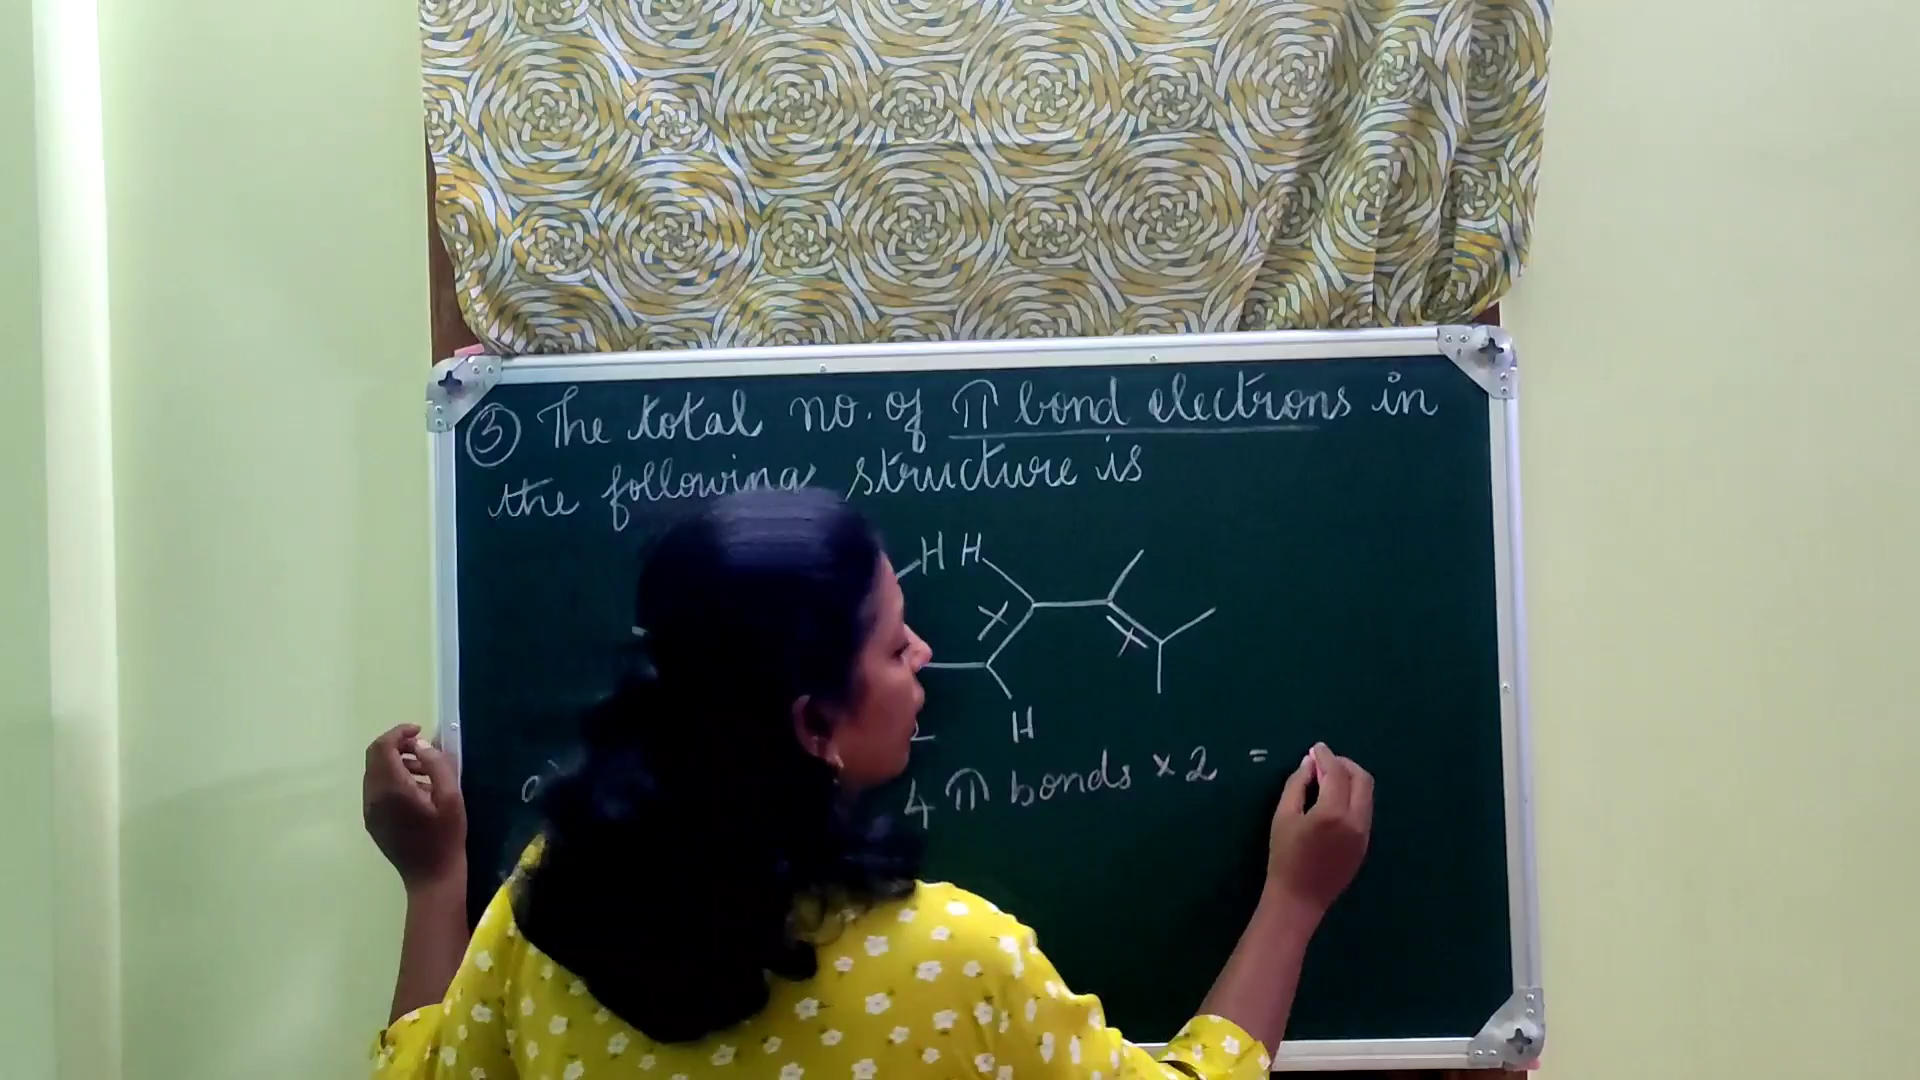 ③ The total no. of π bond electrons in
the following structure is
H H
H
4 π bonds × 2 =